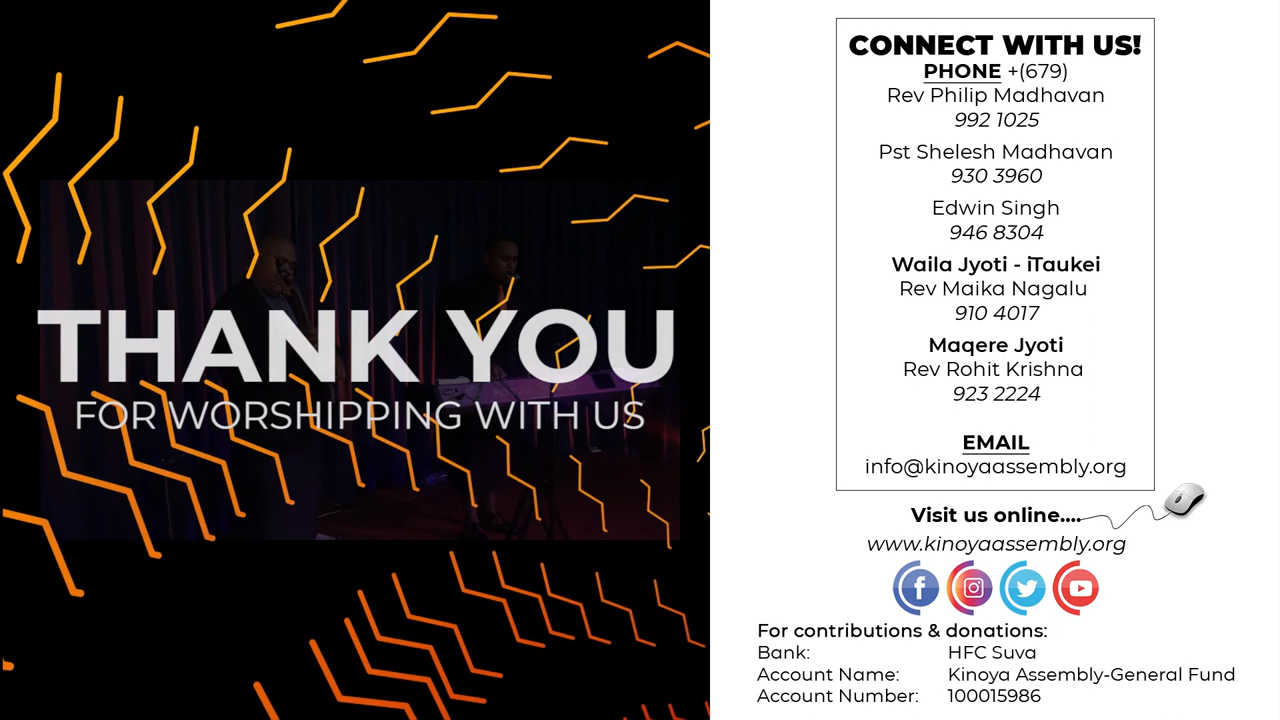 THANK YOU
FOR WORSHIPPING WITH US
CONNECT WITH US!
PHONE +(679)
Rev Philip Madhavan
992 1025
Pst Shelesh Madhavan
930 3960
Edwin Singh
946 8304
Waila Jyoti - iTaukei
Rev Maika Nagalu
910 4017
Maqere Jyoti
Rev Rohit Krishna
923 2224
EMAIL
info@kinoyaassembly.org
Visit us online....
www.kinoyaassembly.org
For contributions & donations:
Bank: HFC Suva
Account Name: Kinoya Assembly-General Fund
Account Number: 100015986